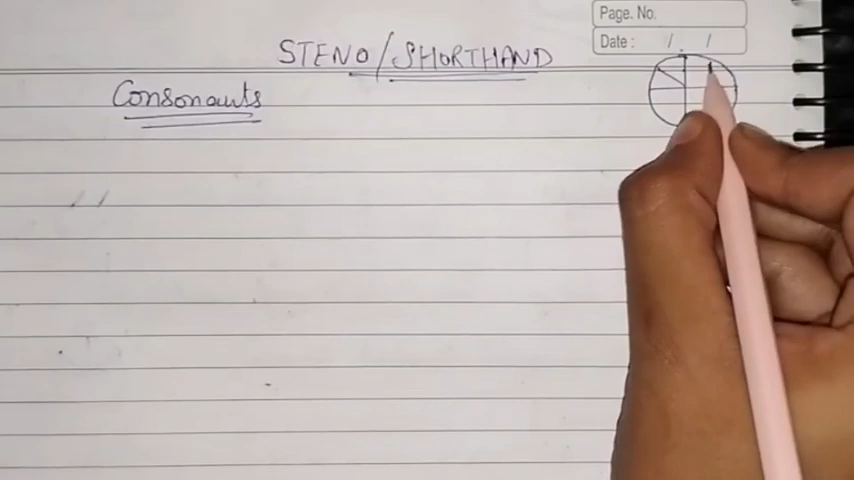 Page. No.
Date : / /
STENO/SHORTHAND
Consonants